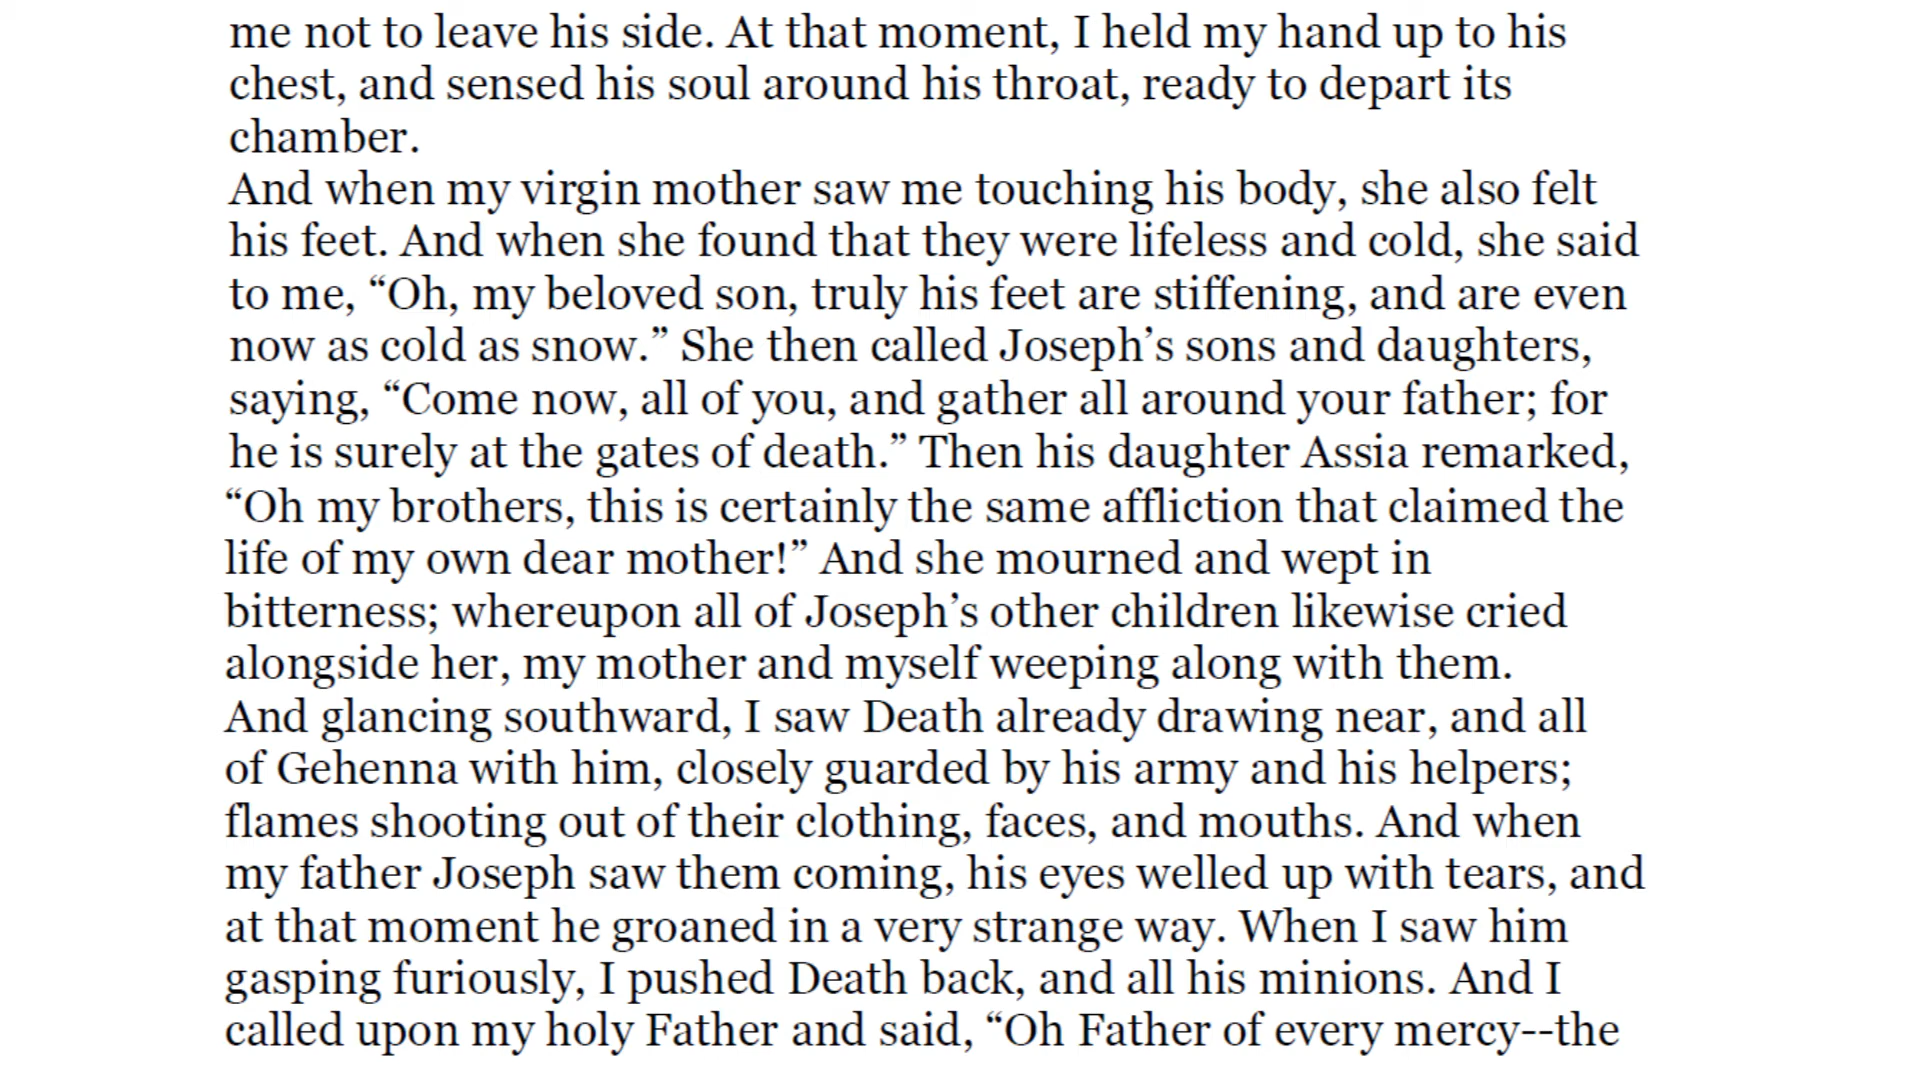 me not to leave his side. At that moment, I held my hand up to his
chest, and sensed his soul around his throat, ready to depart its
chamber.
And when my virgin mother saw me touching his body, she also felt
his feet. And when she found that they were lifeless and cold, she said
to me, “Oh, my beloved son, truly his feet are stiffening, and are even
now as cold as snow.” She then called Joseph’s sons and daughters,
saying, “Come now, all of you, and gather all around your father; for
he is surely at the gates of death.” Then his daughter Assia remarked,
“Oh my brothers, this is certainly the same affliction that claimed the
life of my own dear mother!” And she mourned and wept in
bitterness; whereupon all of Joseph’s other children likewise cried
alongside her, my mother and myself weeping along with them.
And glancing southward, I saw Death already drawing near, and all
of Gehenna with him, closely guarded by his army and his helpers;
flames shooting out of their clothing, faces, and mouths. And when
my father Joseph saw them coming, his eyes welled up with tears, and
at that moment he groaned in a very strange way. When I saw him
gasping furiously, I pushed Death back, and all his minions. And I
called upon my holy Father and said, “Oh Father of every mercy--the